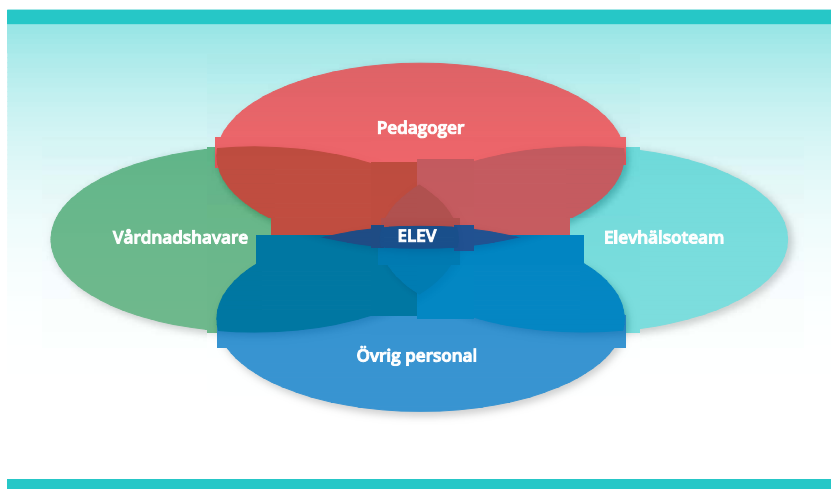 Pedagoger
Vårdnadshavare
ELEV
Elevhälsoteam
Övrig personal